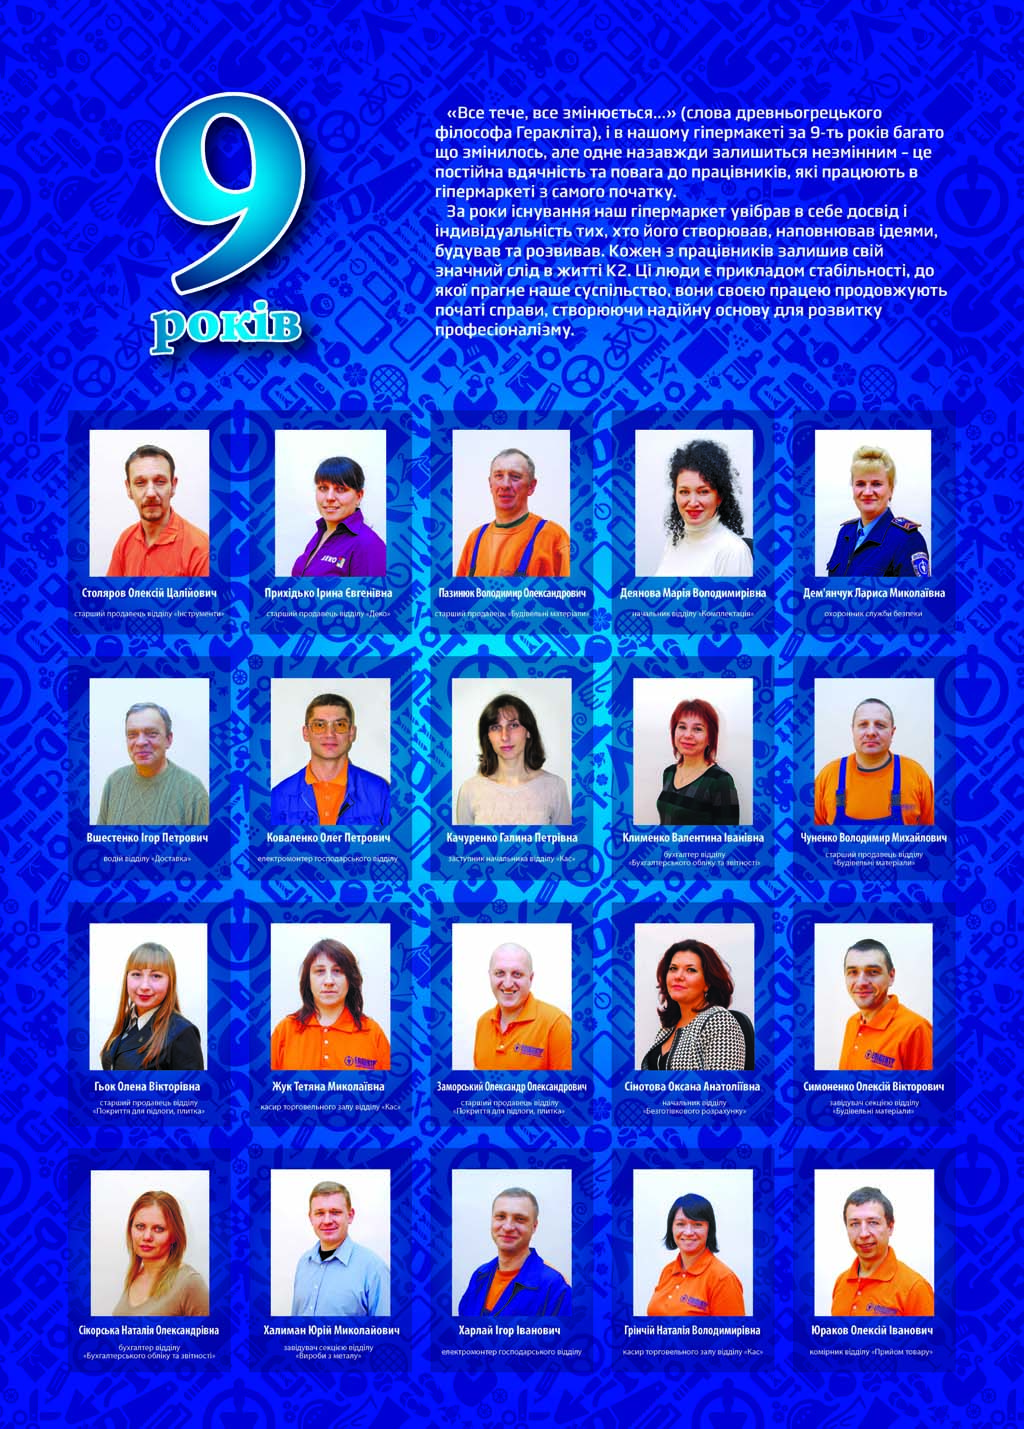 9
років
«Все тече, все змінюється...» (слова древньогрецького
філософа Геракліта), і в нашому гіпермакеті за 9-ть років багато
що змінилось, але одне назавжди залишиться незмінним – це
постійна вдячність та повага до працівників, які працюють в
гіпермаркеті з самого початку.
За роки існування наш гіпермаркет увібрав в себе досвід і
індивідуальність тих, хто його створював, наповнював ідеями,
будував та розвивав. Кожен з працівників залишив свій
значний слід в житті К2. Ці люди є прикладом стабільності, до
якої прагне наше суспільство, вони своєю працею продовжують
початі справи, створюючи надійну основу для розвитку
професіоналізму.
Столяров Олексій Цалійович
старший продавець відділу «Інструменти»
Прихідько Ірина Євгенівна
старший продавець відділу «Деко»
Пазинюк Володимир Олександрович
старший продавець «Будівельні матеріали»
Деянова Марія Володимирівна
начальник відділу «Комплектація»
Дем'янчук Лариса Миколаївна
охоронник служби безпеки
Вшестенко Ігор Петрович
водій відділу «Доставка»
Коваленко Олег Петрович
електромонтер господарського відділу
Качуренко Галина Петрівна
заступник начальника відділу «Кас»
Клименко Валентина Іванівна
бухгалтер відділу
«Бухгалтерського обліку та звітності»
Чуненко Володимир Михайлович
старший продавець відділу
«Будівельні матеріали»
Гьок Олена Вікторівна
старший продавець відділу
«Покриття для підлоги, плитка»
Жук Тетяна Миколаївна
касир торговельного залу відділу «Кас»
Заморський Олександр Олександрович
старший продавець відділу
«Покриття для підлоги, плитка»
Сінотова Оксана Анатоліївна
начальник відділу
«Безготівкового розрахунку»
Симоненко Олексій Вікторович
завідувач секцією відділу
«Будівельні матеріали»
Сікорська Наталія Олександрівна
бухгалтер відділу
«Бухгалтерського обліку та звітності»
Халиман Юрій Миколайович
завідувач секцією відділу
«Вироби з металу»
Харлай Ігор Іванович
електромонтер господарського відділу
Грінчій Наталія Володимирівна
касир торговельного залу відділу «Кас»
Юраков Олексій Іванович
комірник відділу «Прийом товару»